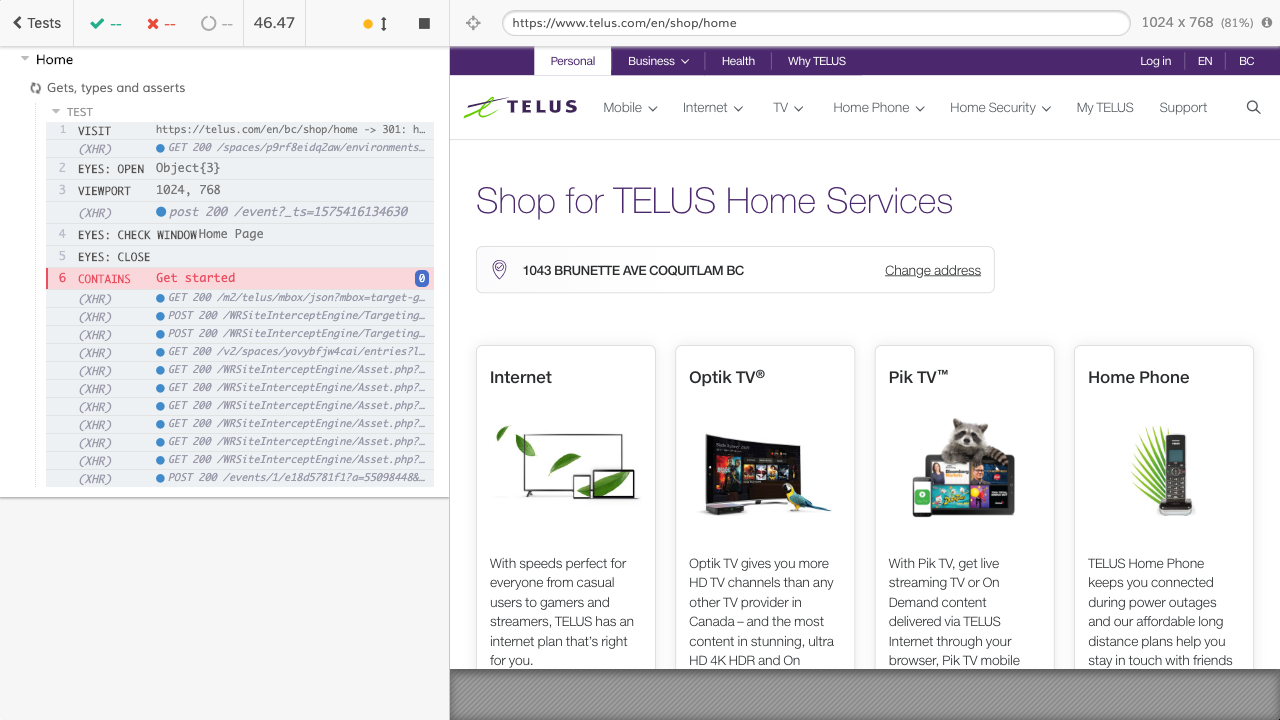 Tests
--
--
--
46.47
https://www.telus.com/en/shop/home
1024 x 768 (81%)
Home
Gets, types and asserts
TEST
1 VISIT https://telus.com/en/bc/shop/home -> 301: h…
(XHR) GET 200 /spaces/p9rf8eidq2aw/environments…
2 EYES: OPEN Object{3}
3 VIEWPORT 1024, 768
(XHR) post 200 /event?_ts=1575416134630
4 EYES: CHECK WINDOW Home Page
5 EYES: CLOSE
6 CONTAINS Get started 0
(XHR) GET 200 /m2/telus/mbox/json?mbox=target-g…
(XHR) POST 200 /WRSiteInterceptEngine/Targeting…
(XHR) POST 200 /WRSiteInterceptEngine/Targeting…
(XHR) GET 200 /v2/spaces/yovybfjw4cai/entries?l…
(XHR) GET 200 /WRSiteInterceptEngine/Asset.php?…
(XHR) GET 200 /WRSiteInterceptEngine/Asset.php?…
(XHR) GET 200 /WRSiteInterceptEngine/Asset.php?…
(XHR) GET 200 /WRSiteInterceptEngine/Asset.php?…
(XHR) GET 200 /WRSiteInterceptEngine/Asset.php?…
(XHR) GET 200 /WRSiteInterceptEngine/Asset.php?…
(XHR) POST 200 /events/1/e18d5781f1?a=55098448&…
Personal Business Health Why TELUS Log in EN BC
TELUS Mobile Internet TV Home Phone Home Security My TELUS Support
Shop for TELUS Home Services
1043 BRUNETTE AVE COQUITLAM BC Change address
Internet
With speeds perfect for
everyone from casual
users to gamers and
streamers, TELUS has an
internet plan that's right
for you.
Optik TV®
Optik TV gives you more
HD TV channels than any
other TV provider in
Canada – and the most
content in stunning, ultra
HD 4K HDR and On
Pik TV™
With Pik TV, get live
streaming TV or On
Demand content
delivered via TELUS
Internet through your
browser, Pik TV mobile
Home Phone
TELUS Home Phone
keeps you connected
during power outages
and our affordable long
distance plans help you
stay in touch with friends